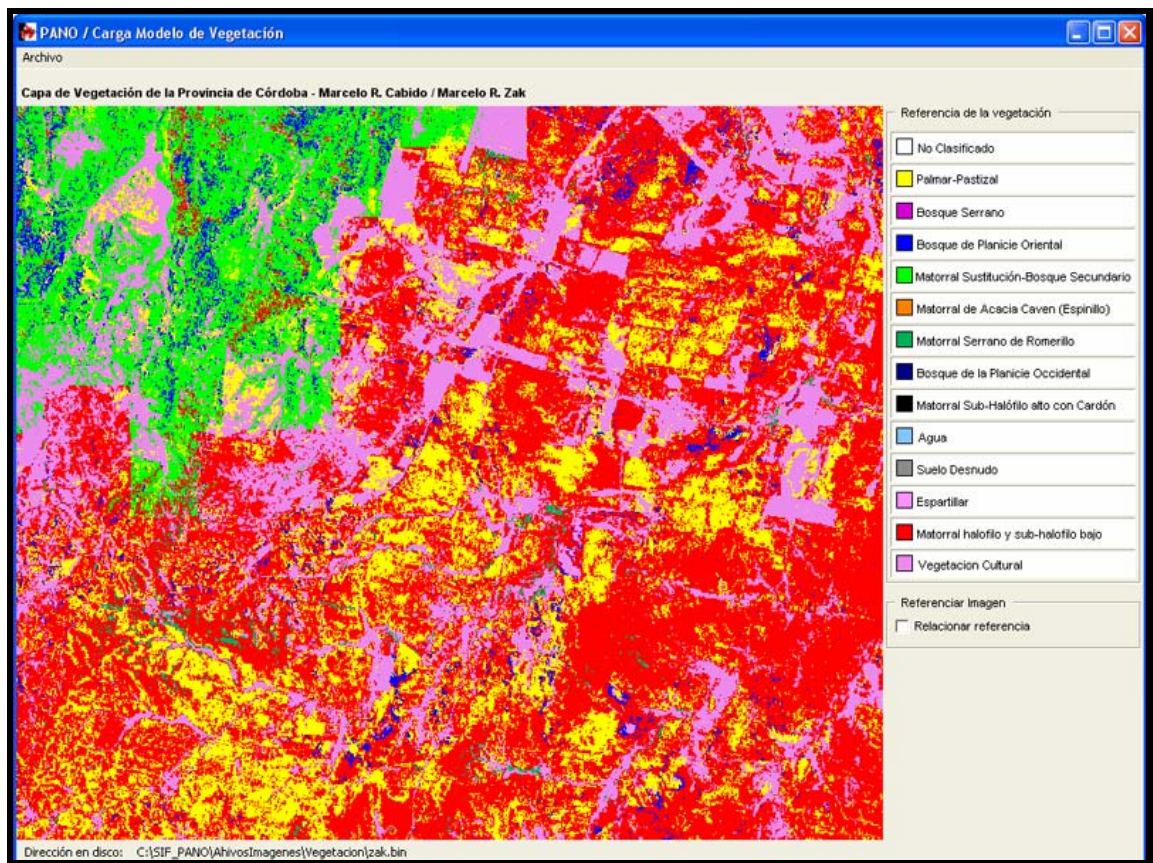 PANO / Carga Modelo de Vegetación
Archivo
Capa de Vegetación de la Provincia de Córdoba - Marcelo R. Cabido / Marcelo R. Zak
Referencia de la vegetación
No Clasificado
Palmar-Pastizal
Bosque Serrano
Bosque de Planicie Oriental
Matorral Sustitución-Bosque Secundario
Matorral de Acacia Caven (Espinillo)
Matorral Serrano de Romerillo
Bosque de la Planicie Occidental
Matorral Sub-Halófilo alto con Cardón
Agua
Suelo Desnudo
Espartillar
Matorral halofilo y sub-halofilo bajo
Vegetacion Cultural
Referenciar Imagen
Relacionar referencia
Dirección en disco: C:\SIF_PANO\AhivosImagenes\Vegetacion\zak.bin